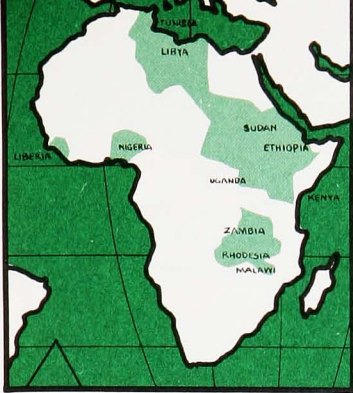 TUNISIA
LIBYA
SUDAN
ETHIOPIA
LIBERIA
NIGERIA
UGANDA
KENYA
ZAMBIA
RHODESIA
MALAWI